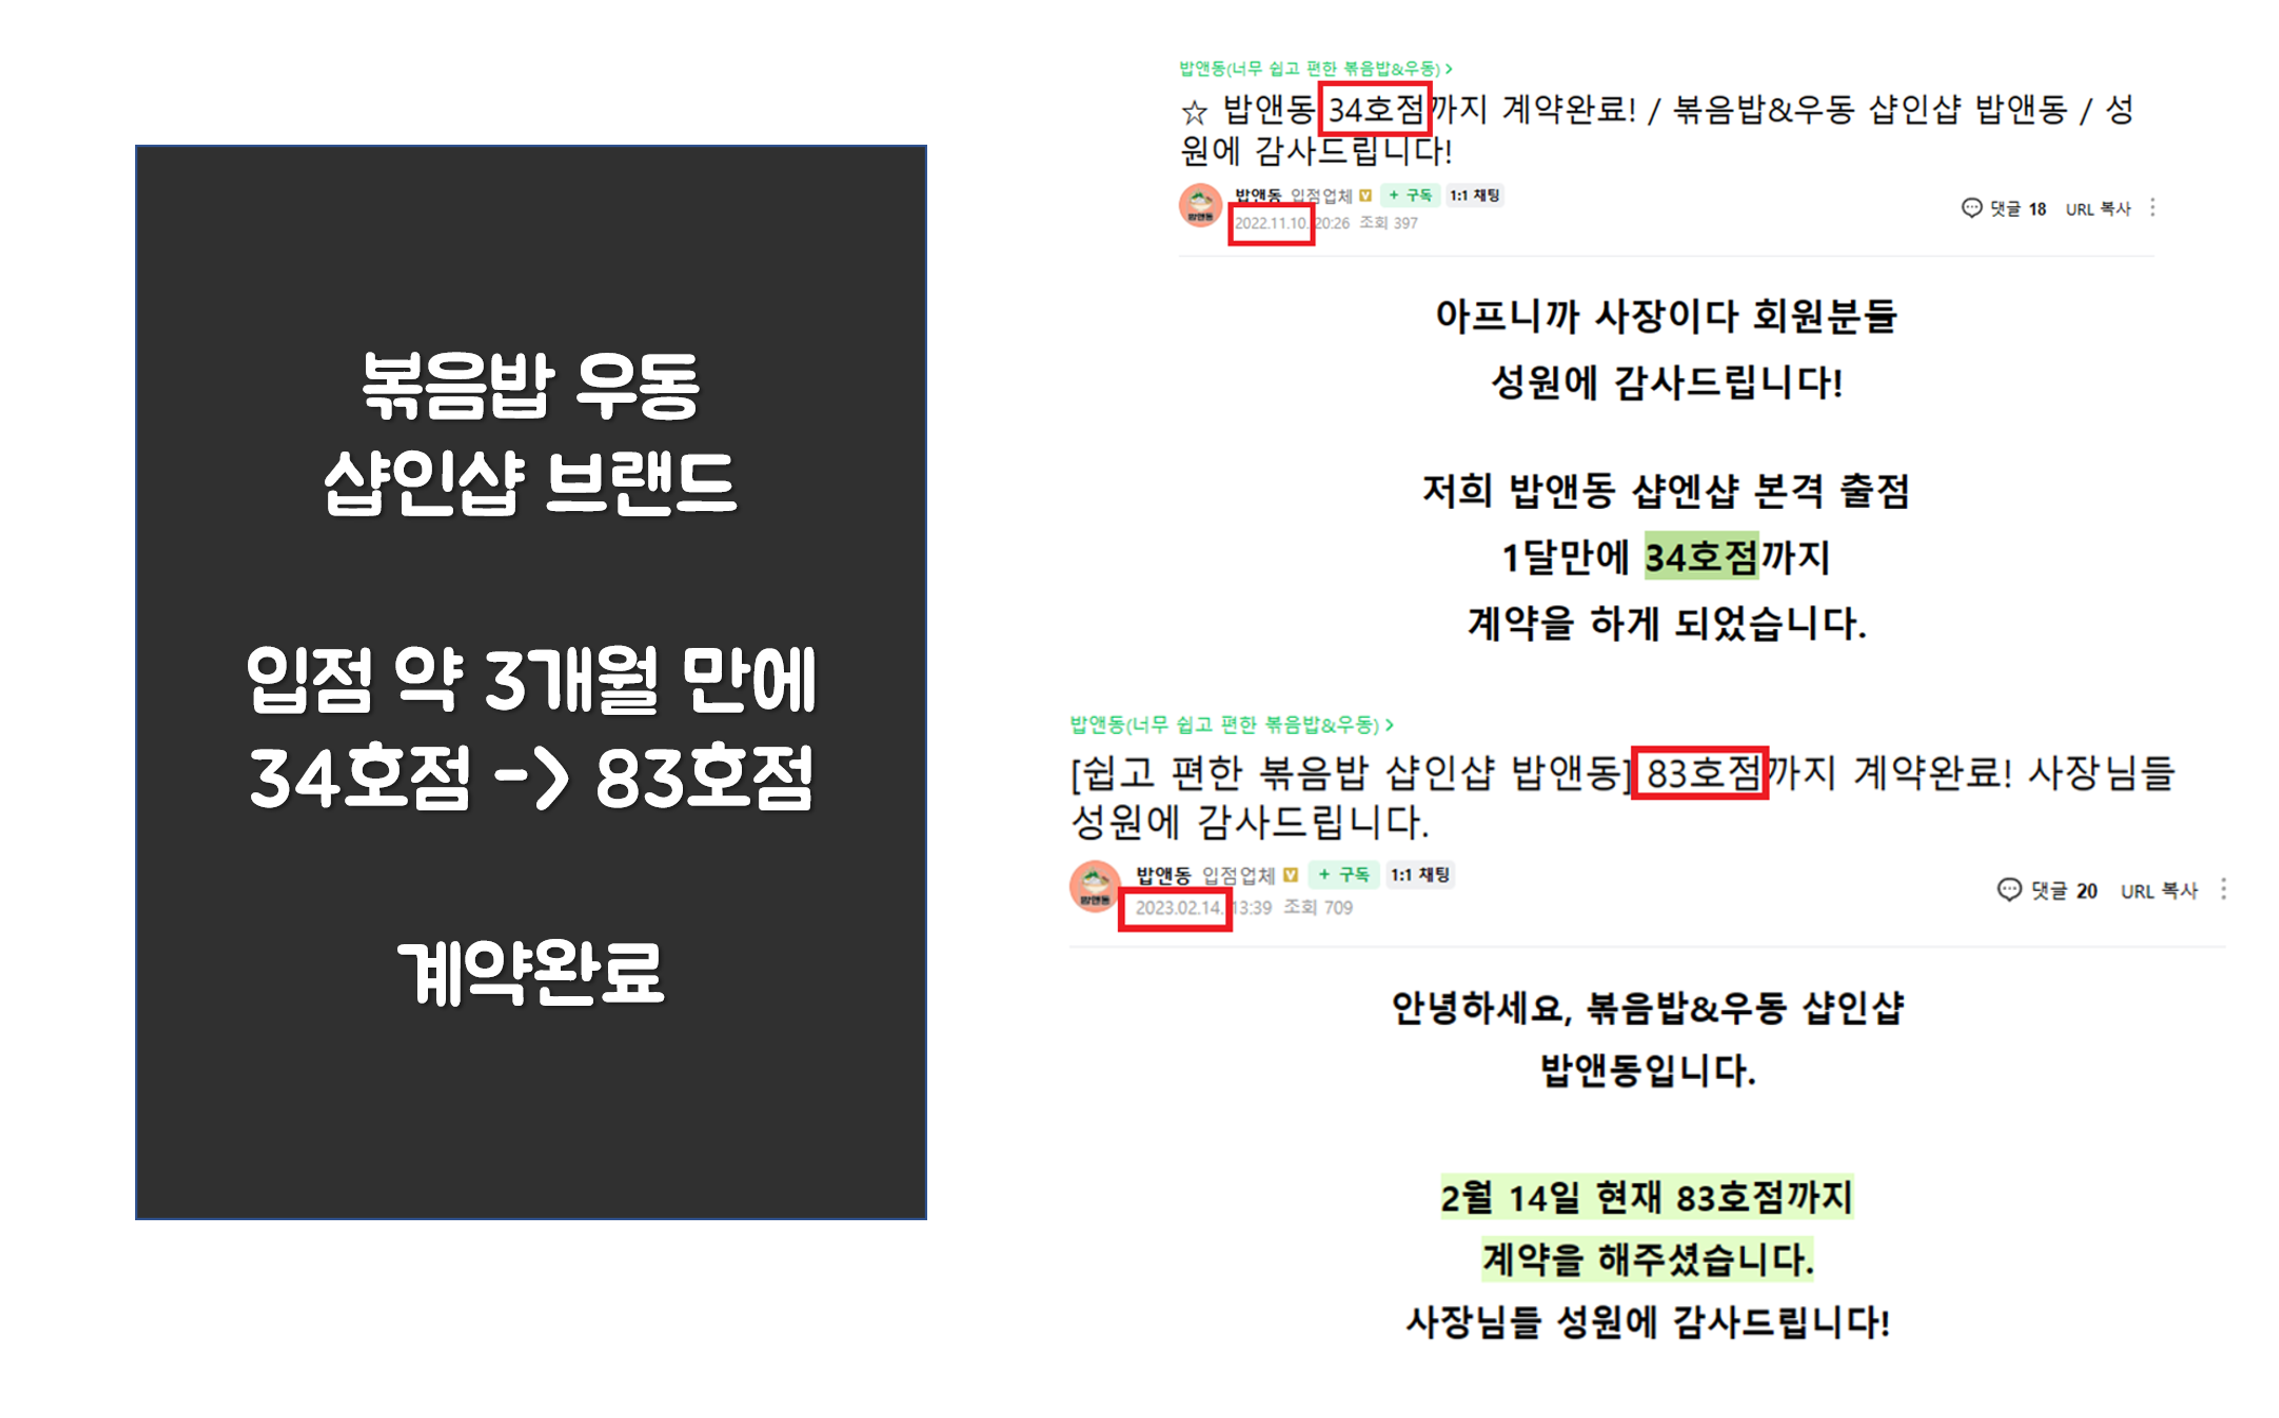 볶음밥 우동
샵인샵 브랜드
입점 약 3개월 만에
34호점 -> 83호점
계약완료
밥앤동(너무 쉽고 편한 볶음밥&우동) >
☆ 밥앤동 34호점까지 계약완료! / 볶음밥&우동 샵인샵 밥앤동 / 성
원에 감사드립니다!
밥앤동
밥앤동 입점업체 V + 구독 1:1 채팅
2022.11.10. 20:26 조회 397
댓글 18 URL 복사
아프니까 사장이다 회원분들
성원에 감사드립니다!
저희 밥앤동 샵엔샵 본격 출점
1달만에 34호점까지
계약을 하게 되었습니다.
밥앤동(너무 쉽고 편한 볶음밥&우동) >
[쉽고 편한 볶음밥 샵인샵 밥앤동] 83호점까지 계약완료! 사장님들
성원에 감사드립니다.
밥앤동
밥앤동 입점업체 V + 구독 1:1 채팅
2023.02.14. 13:39 조회 709
댓글 20 URL 복사
안녕하세요, 볶음밥&우동 샵인샵
밥앤동입니다.
2월 14일 현재 83호점까지
계약을 해주셨습니다.
사장님들 성원에 감사드립니다!